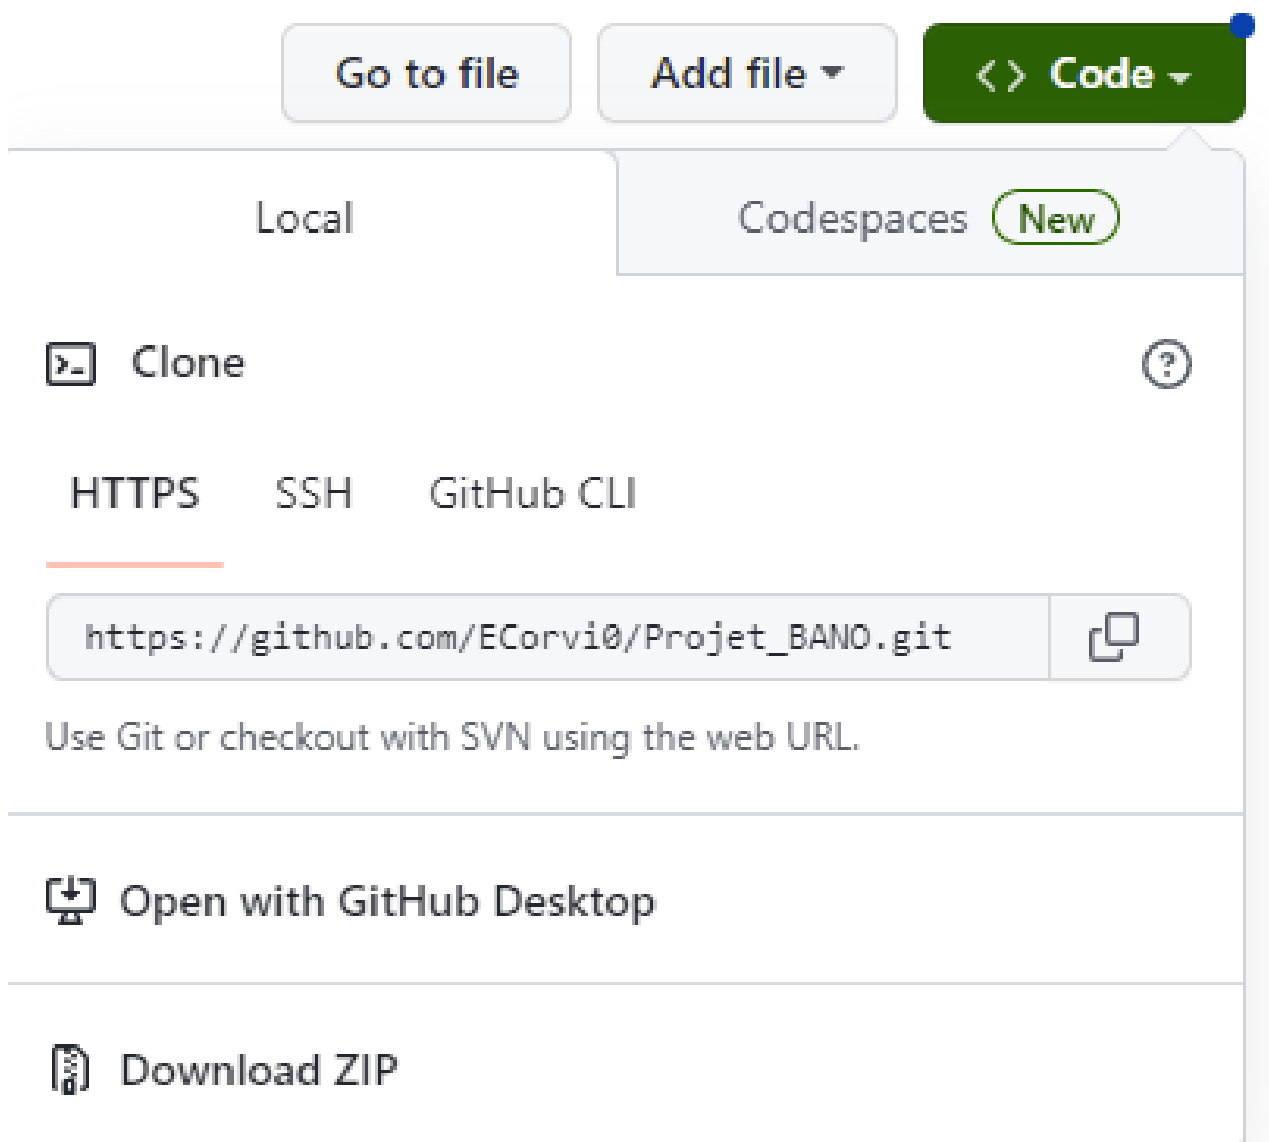 Go to file Add file <> Code
Local Codespaces New
Clone
HTTPS SSH GitHub CLI
https://github.com/ECorvi0/Projet_BANO.git
Use Git or checkout with SVN using the web URL.
Open with GitHub Desktop
Download ZIP